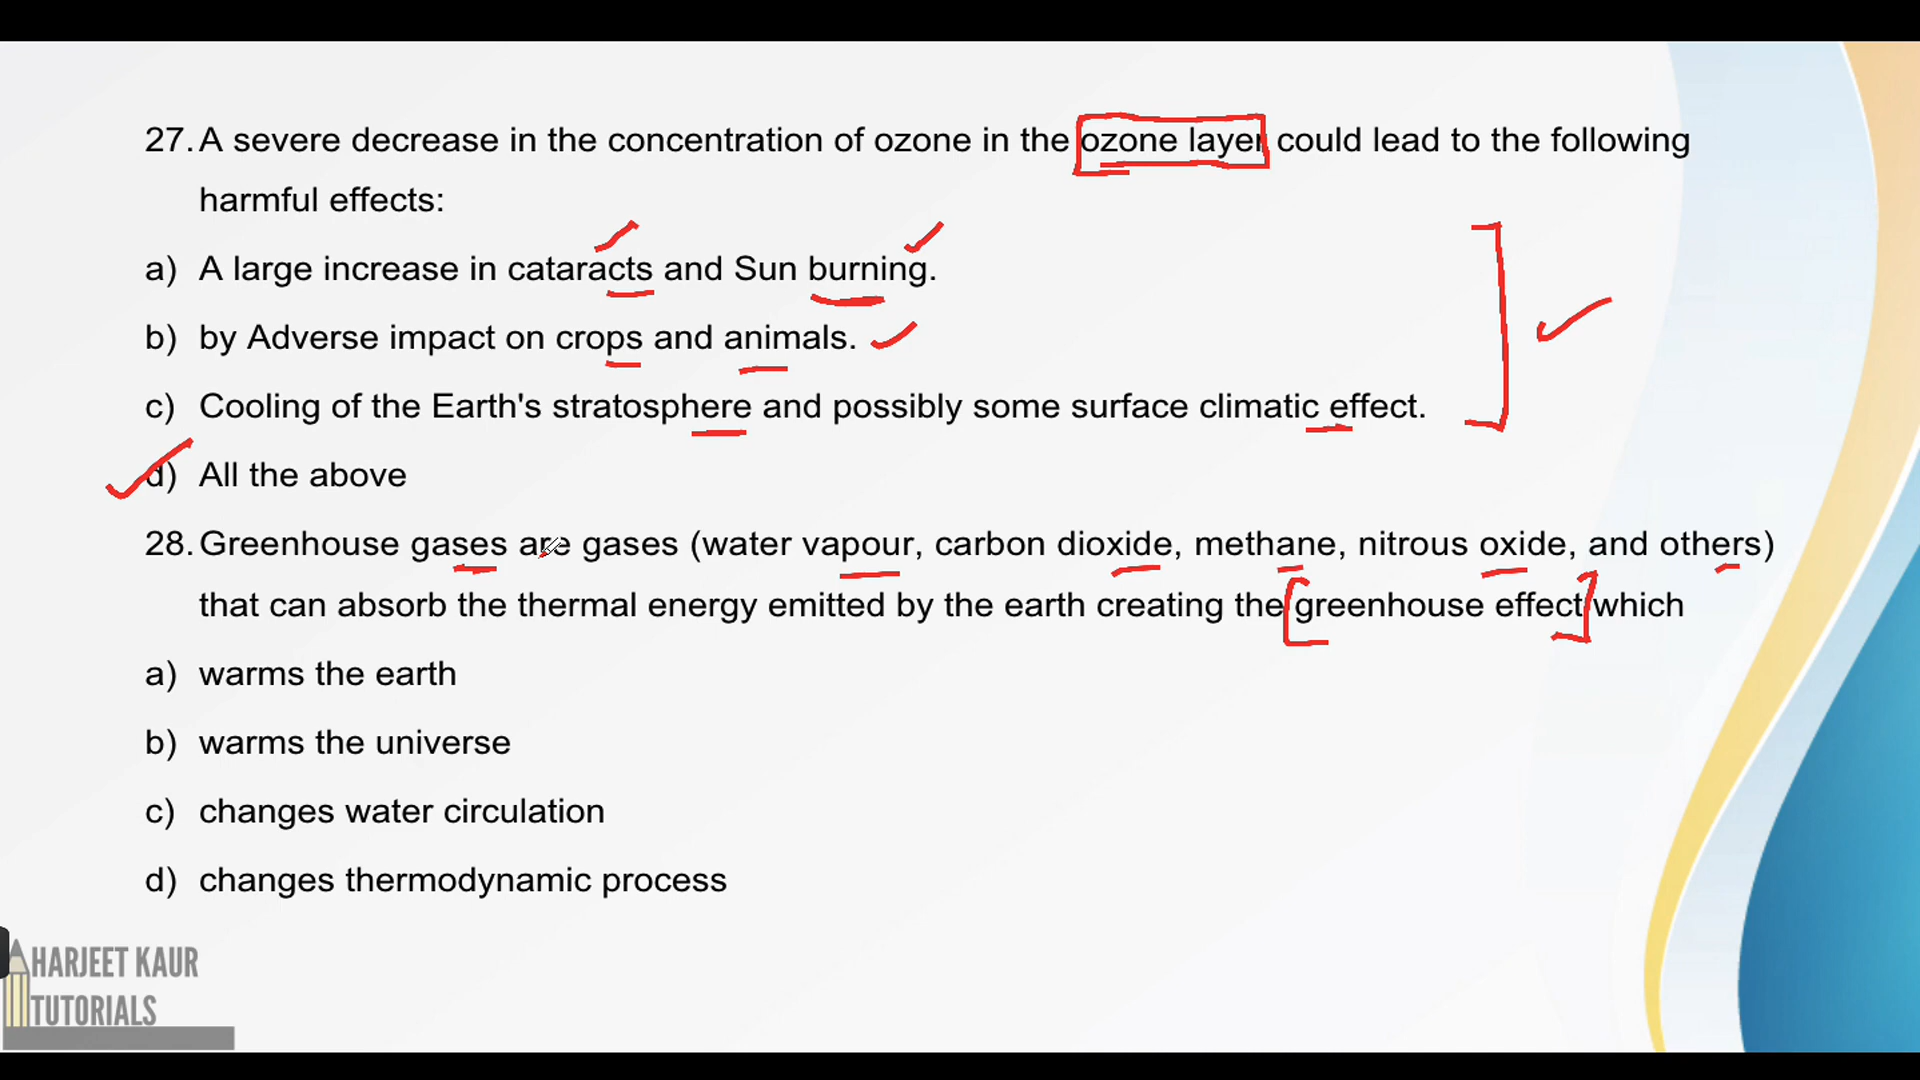 27. A severe decrease in the concentration of ozone in the ozone layer could lead to the following
harmful effects:
a) A large increase in cataracts and Sun burning.
b) by Adverse impact on crops and animals.
c) Cooling of the Earth's stratosphere and possibly some surface climatic effect.
d) All the above
28. Greenhouse gases are gases (water vapour, carbon dioxide, methane, nitrous oxide, and others)
that can absorb the thermal energy emitted by the earth creating the greenhouse effect which
a) warms the earth
b) warms the universe
c) changes water circulation
d) changes thermodynamic process
HARJEET KAUR
TUTORIALS